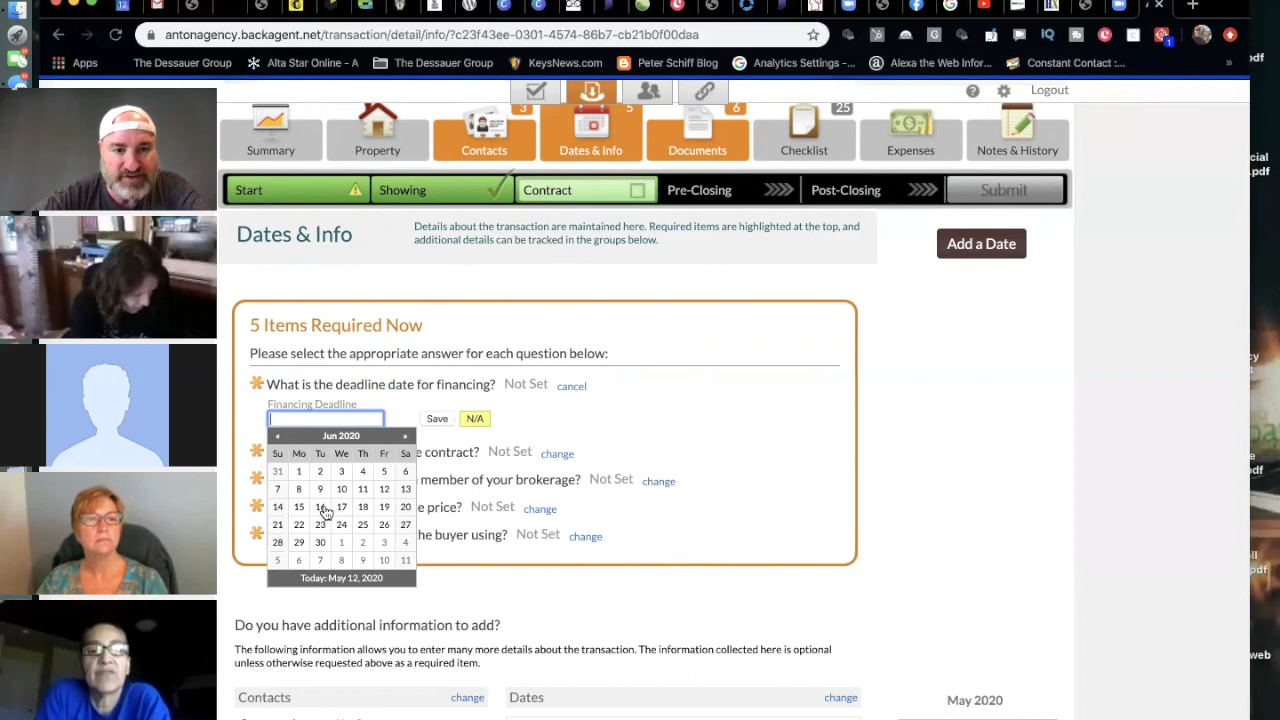 antonagency.backagent.net/transaction/detail/info/?c23f43ee-0301-4574-86b7-cb21b0f00daa
1
Apps The Dessauer Group Alta Star Online - A The Dessauer Group KeysNews.com Peter Schiff Blog Analytics Settings -... Alexa the Web Infor... Constant Contact :... »
Logout
3 5 6 25
Summary Property Contacts Dates & Info Documents Checklist Expenses Notes & History
Start Showing Contract Pre-Closing Post-Closing Submit
Dates & Info
Details about the transaction are maintained here. Required items are highlighted at the top, and
additional details can be tracked in the groups below.
Add a Date
5 Items Required Now
Please select the appropriate answer for each question below:
What is the deadline date for financing? Not Set cancel
Financing Deadline
Save N/A
« Jun 2020 »
Su Mo Tu We Th Fr Sa
31 1 2 3 4 5 6
7 8 9 10 11 12 13
14 15 16 17 18 19 20
21 22 23 24 25 26 27
28 29 30 1 2 3 4
5 6 7 8 9 10 11
Today: May 12, 2020
e contract? Not Set change
member of your brokerage? Not Set change
e price? Not Set change
he buyer using? Not Set change
Do you have additional information to add?
The following information allows you to enter many more details about the transaction. The information collected here is optional
unless otherwise requested above as a required item.
Contacts change Dates change
May 2020
cial
pdf
.pdf